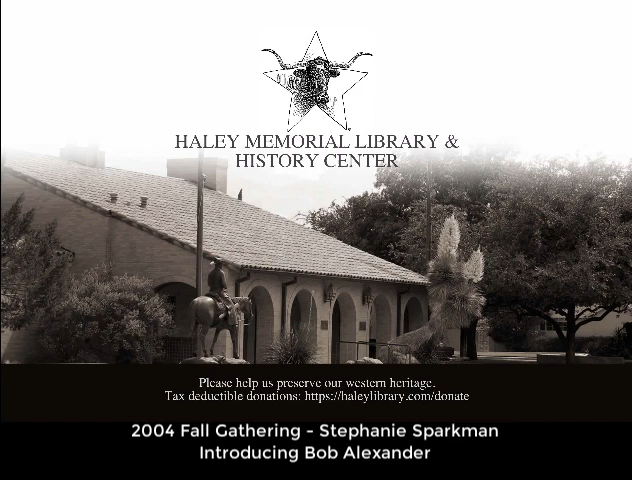 HALEY MEMORIAL LIBRARY &
HISTORY CENTER
Please help us preserve our western heritage.
Tax deductible donations: https://haleylibrary.com/donate
2004 Fall Gathering - Stephanie Sparkman
Introducing Bob Alexander